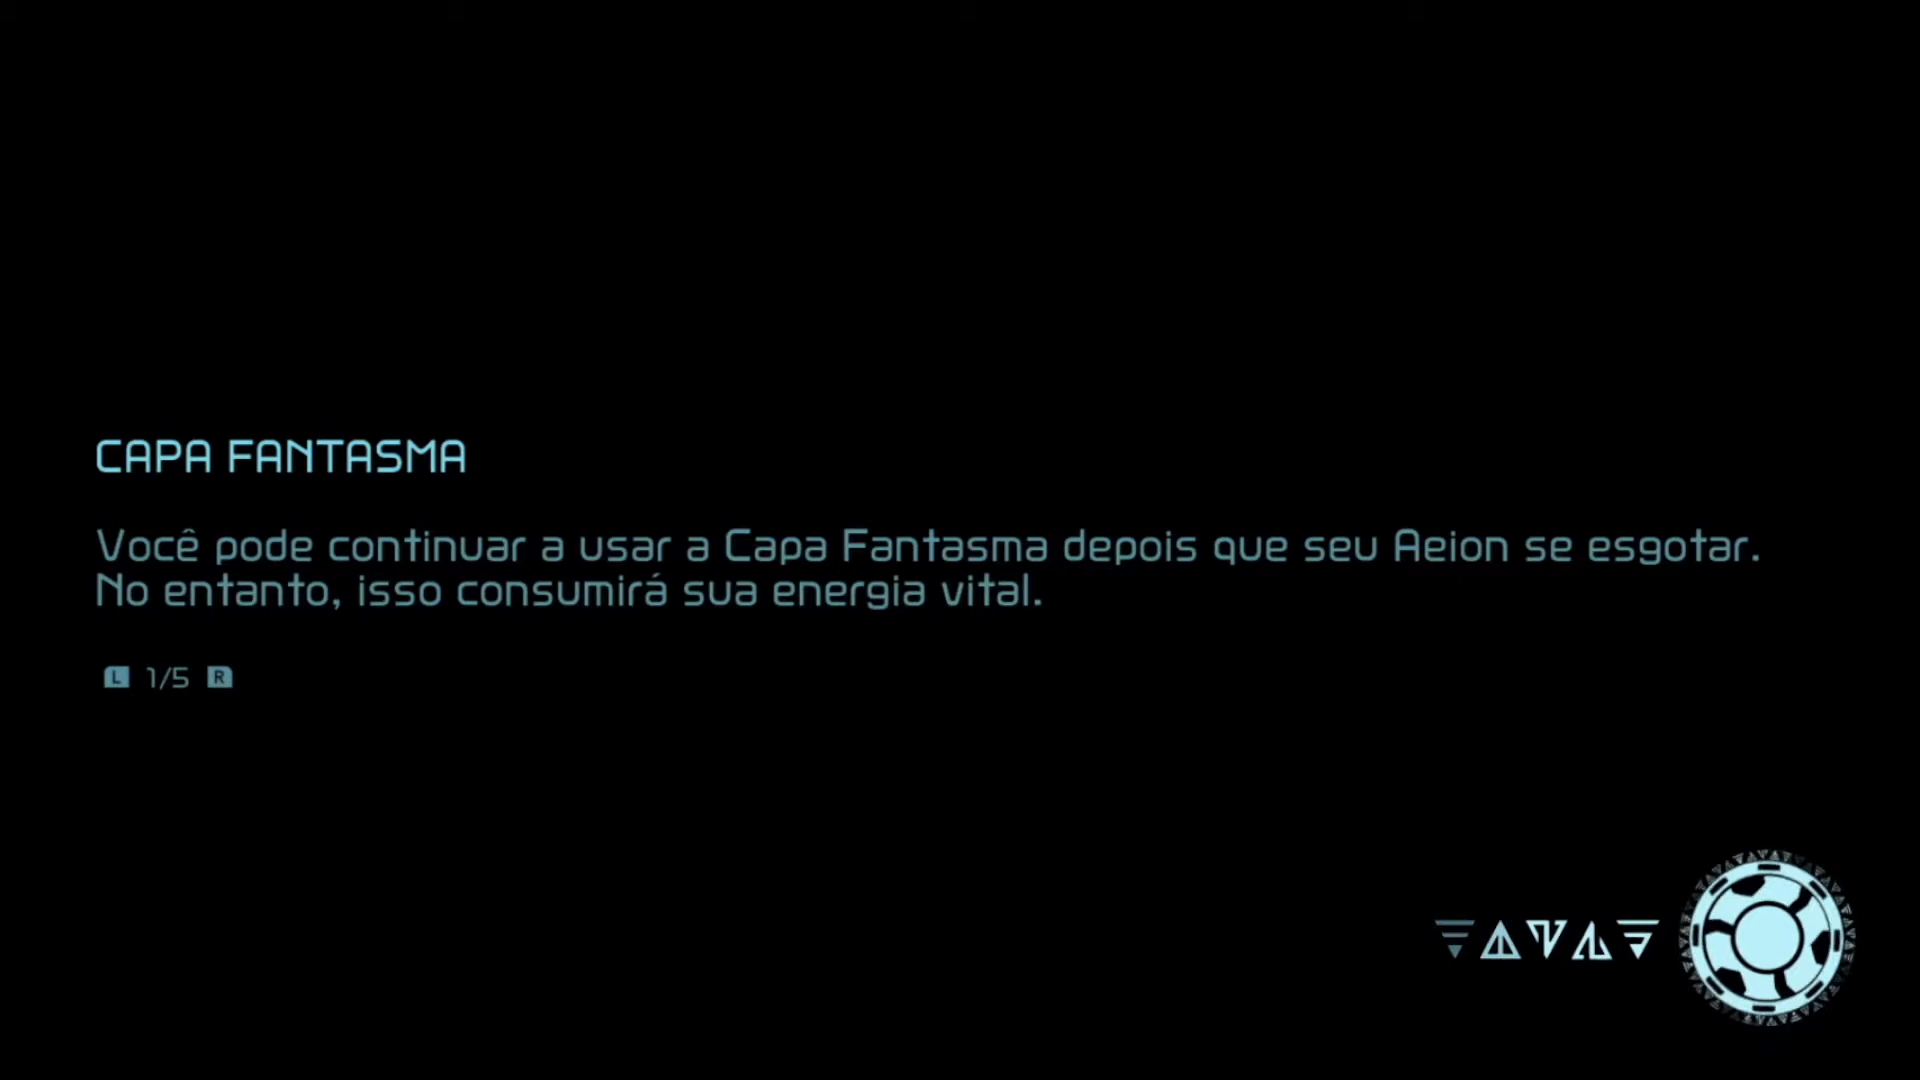 CAPA FANTASMA
Você pode continuar a usar a Capa Fantasma depois que seu Aeion se esgotar.
No entanto, isso consumirá sua energia vital.
L 1/5 R